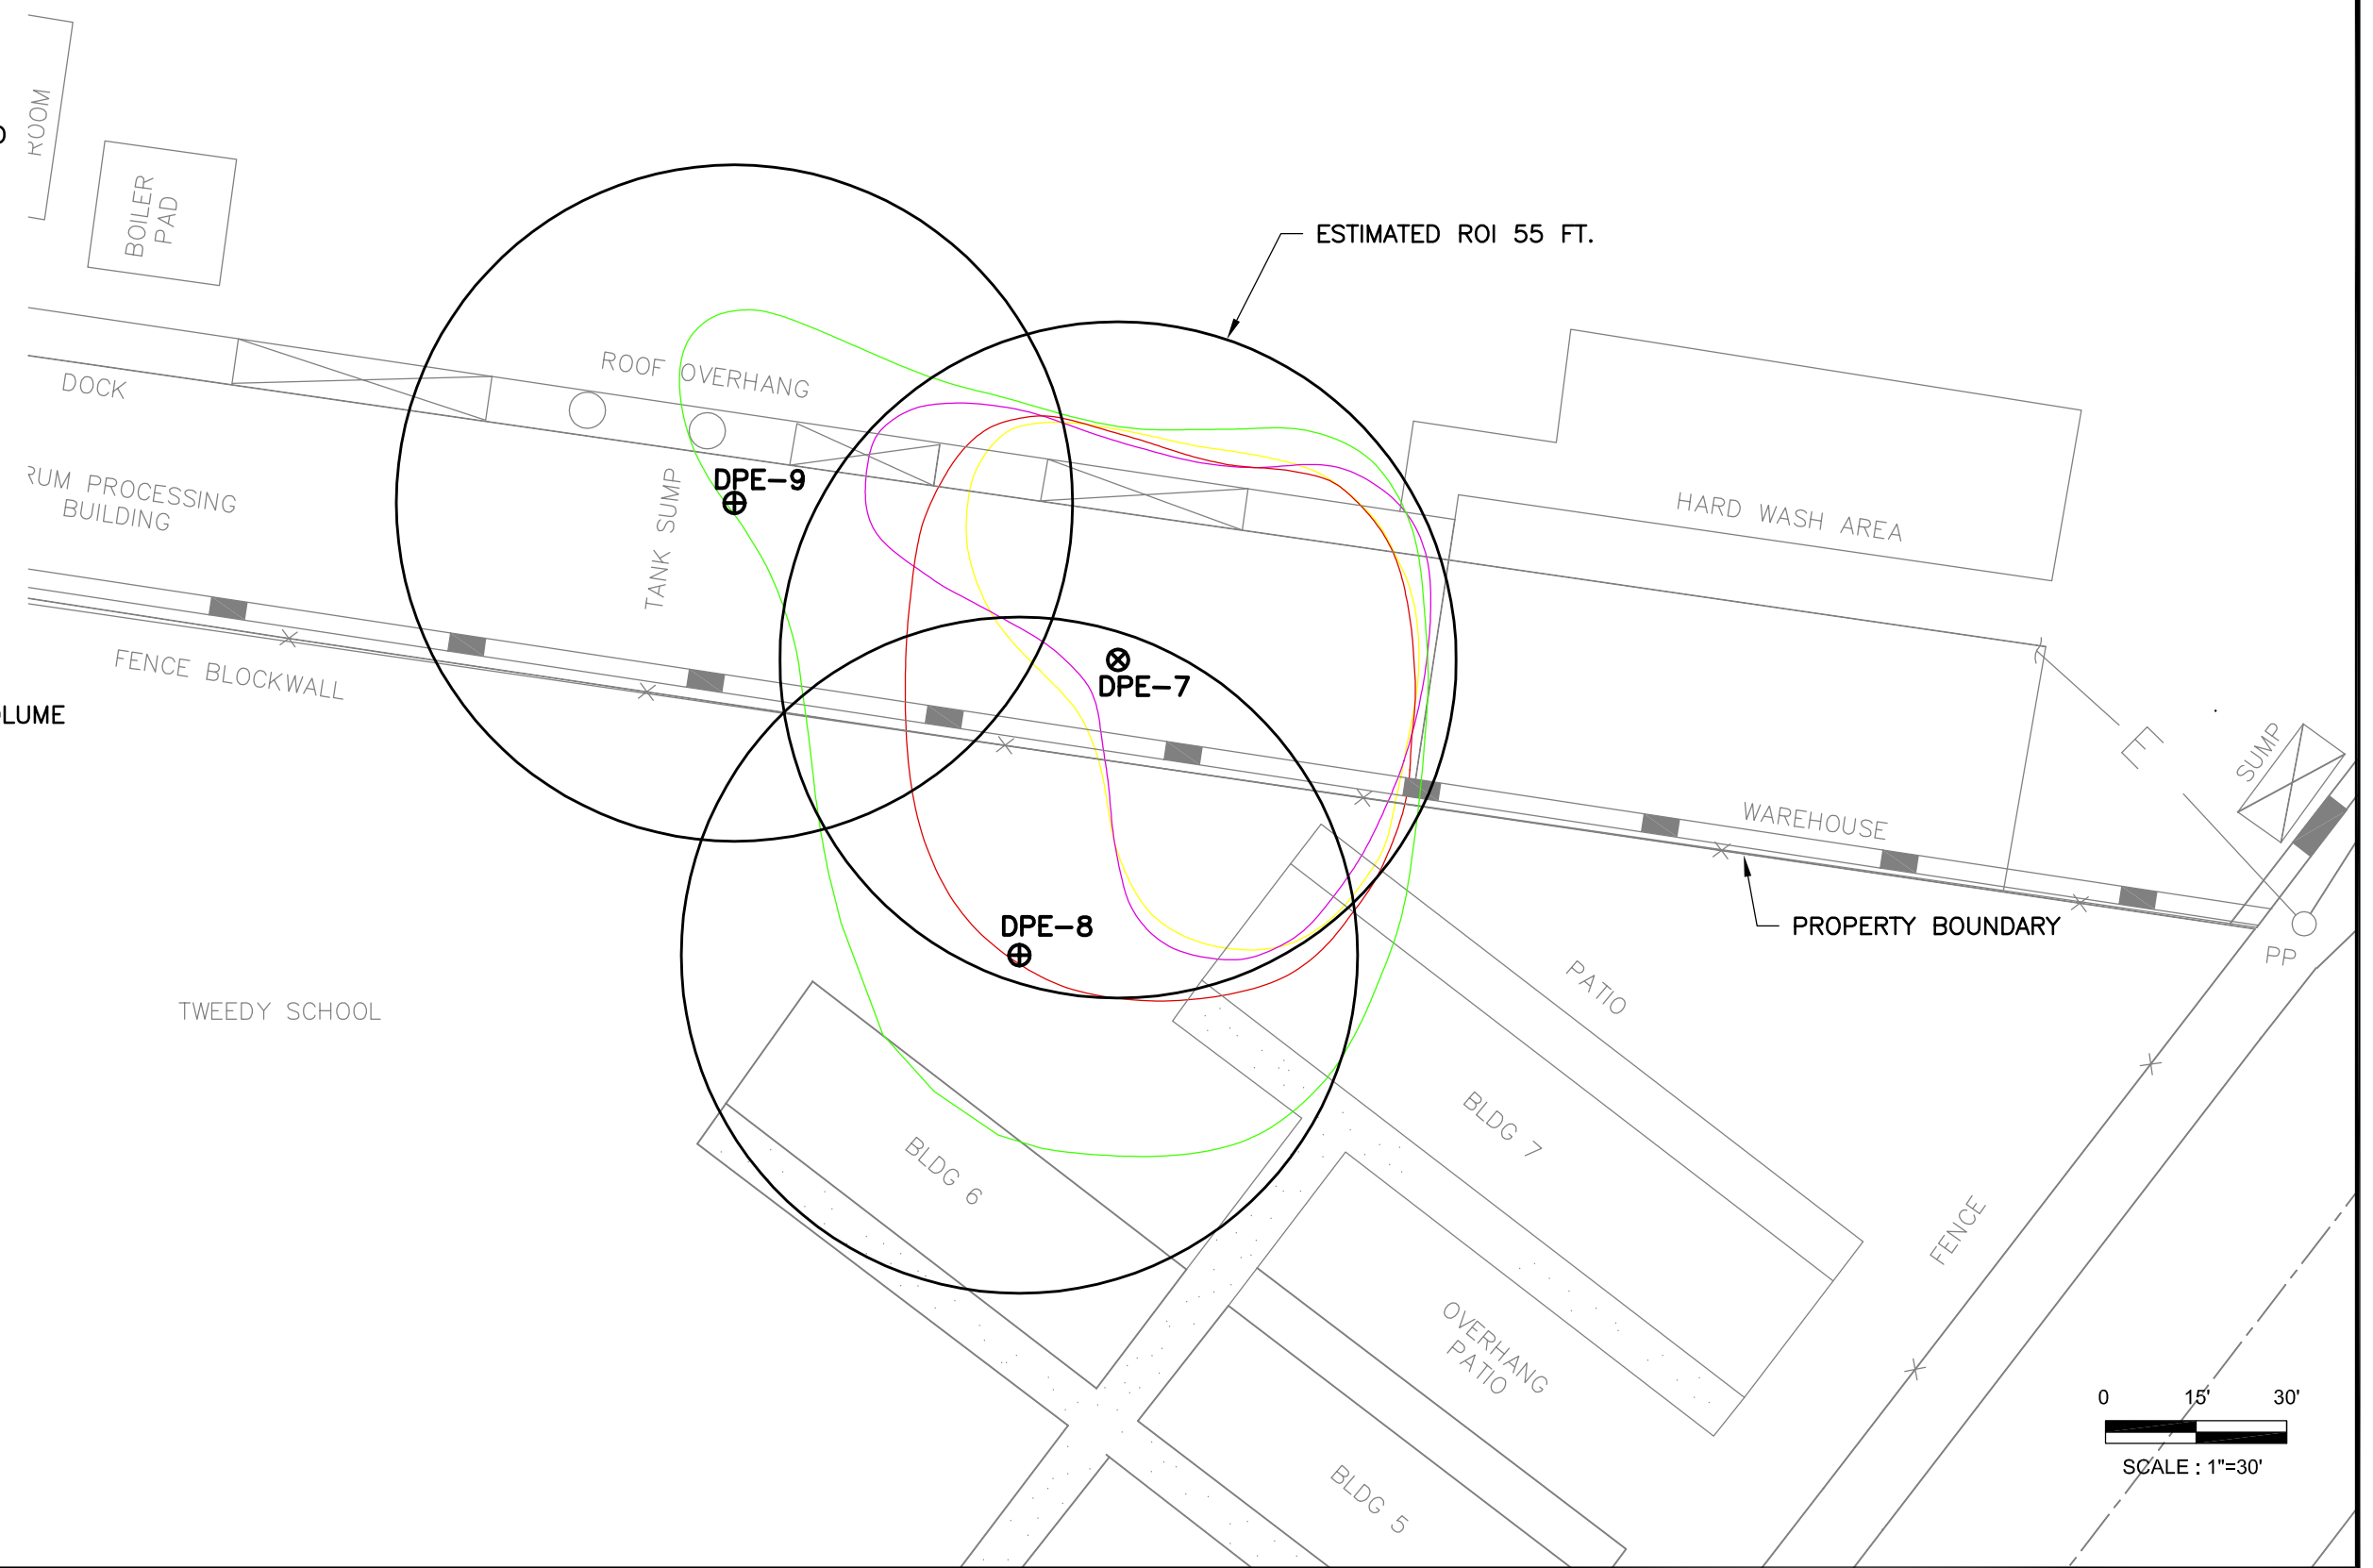 ROOM
BOILER
PAD
ESTIMATED ROI 55 FT.
ROOF OVERHANG
DOCK
DPE-9
TANK SUMP
RUM PROCESSING
BUILDING
HARD WASH AREA
FENCE BLOCKWALL
DPE-7
OLUME
E
SUMP
WAREHOUSE
PROPERTY BOUNDARY
DPE-8
PP
PATIO
TWEEDY SCHOOL
BLDG 7
BLDG 6
FENCE
OVERHANG
PATIO
BLDG 5
0 15' 30'
SCALE : 1"=30'